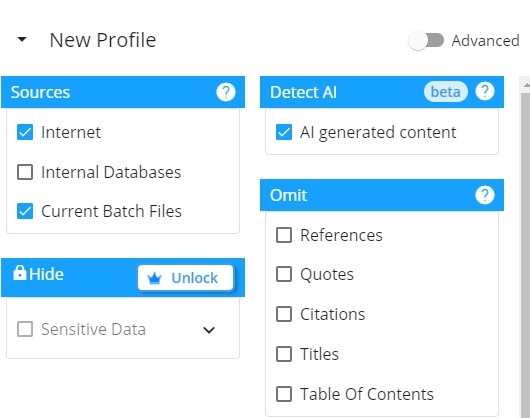 New Profile
Advanced
Sources ?
Internet
Internal Databases
Current Batch Files
Hide Unlock
Sensitive Data
Detect AI beta ?
AI generated content
Omit ?
References
Quotes
Citations
Titles
Table Of Contents